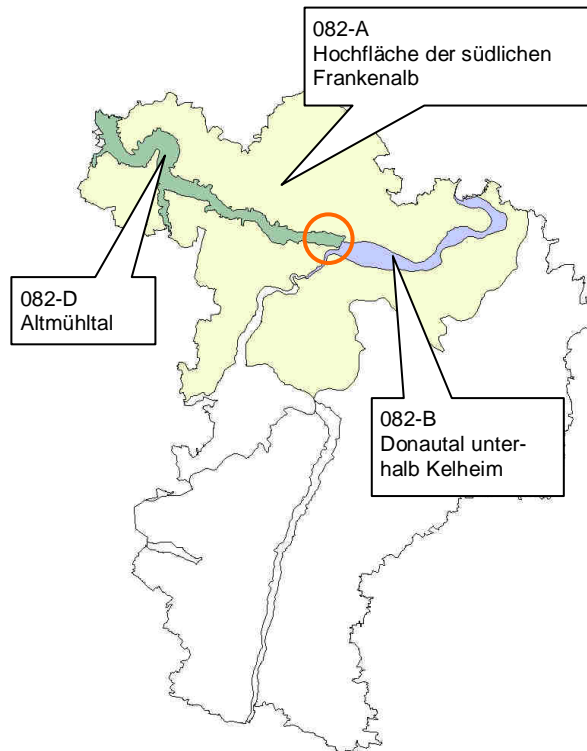 082-A
Hochfläche der südlichen
Frankenalb
082-D
Altmühltal
082-B
Donautal unter-
halb Kelheim